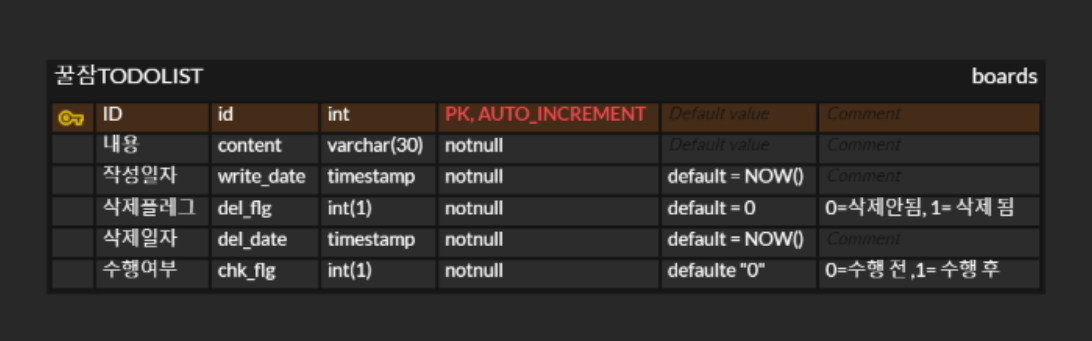 꿀잠TODOLIST boards
ID id int PK, AUTO_INCREMENT Default value Comment
내용 content varchar(30) notnull Default value Comment
작성일자 write_date timestamp notnull default = NOW() Comment
삭제플레그 del_flg int(1) notnull default = 0 0=삭제안됨, 1= 삭제 됨
삭제일자 del_date timestamp notnull default = NOW() Comment
수행여부 chk_flg int(1) notnull defaulte "0" 0=수행 전 ,1= 수행 후